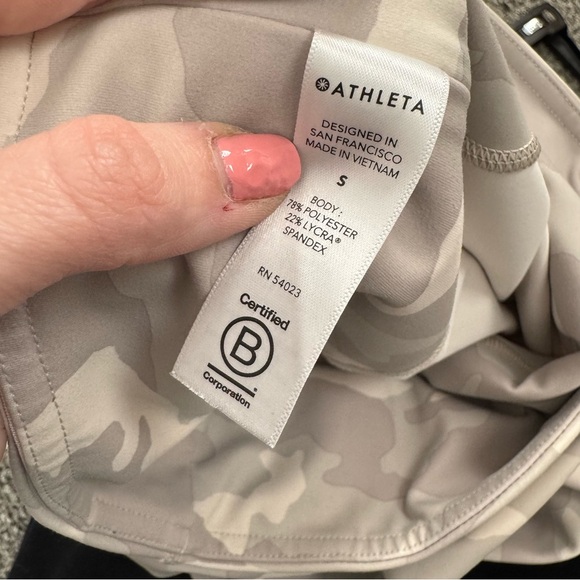 ATHLETA
DESIGNED IN
SAN FRANCISCO
MADE IN VIETNAM
S
BODY :
78% POLYESTER
22% LYCRA®
SPANDEX
RN 54023
Certified
B
Corporation